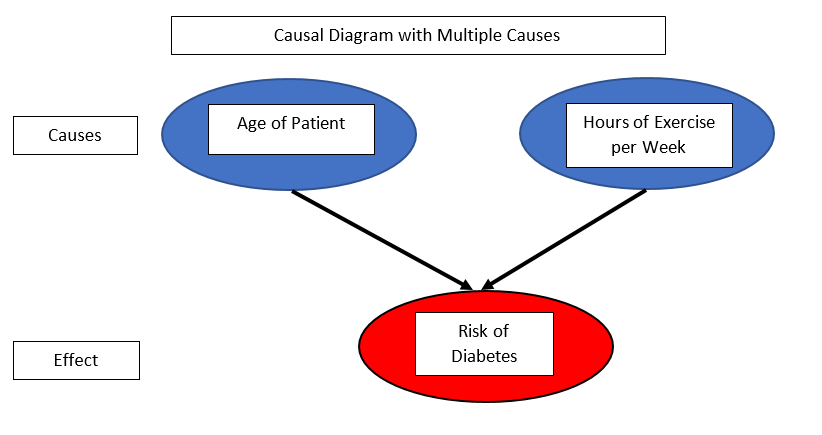 Causal Diagram with Multiple Causes
Causes
Age of Patient
Hours of Exercise
per Week
Effect
Risk of
Diabetes